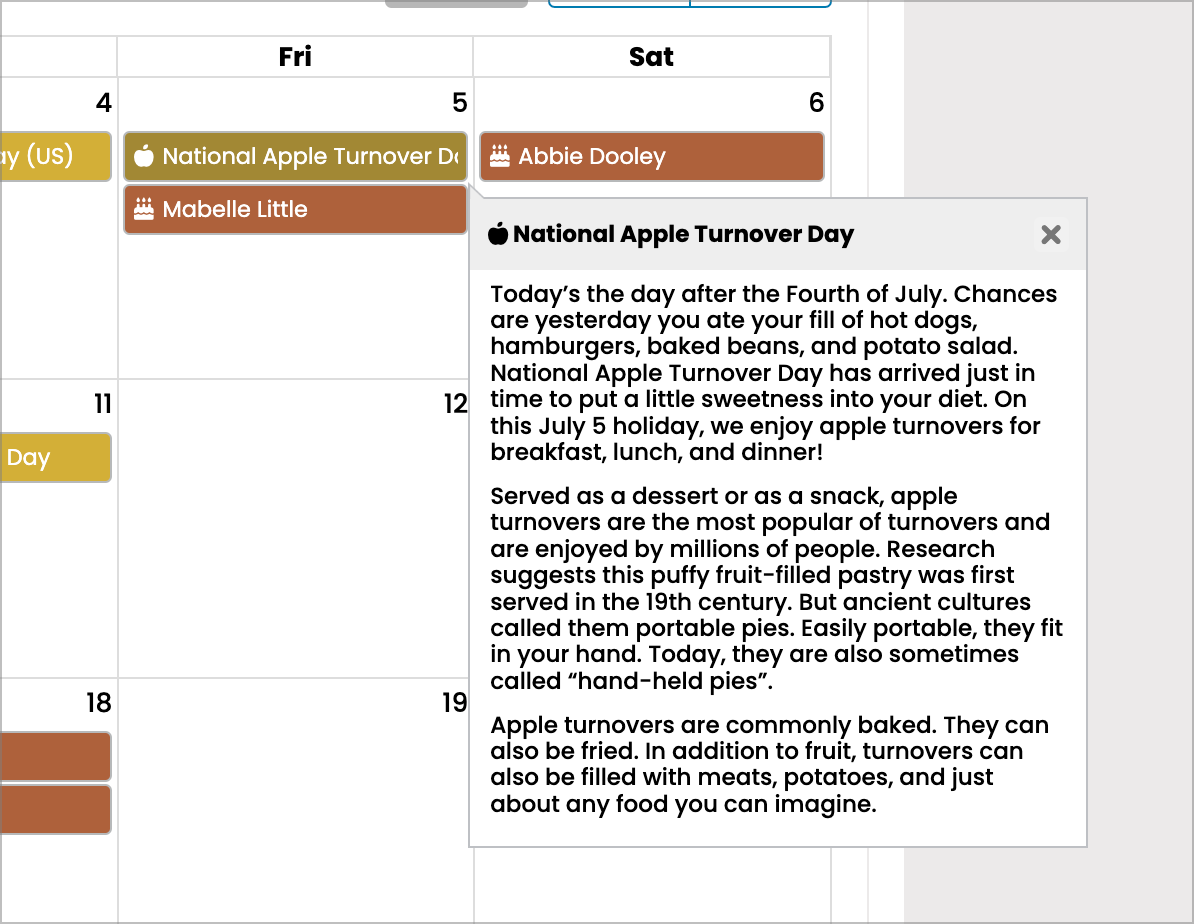 Fri
Sat
4
5
6
ay (US)
National Apple Turnover Da
Abbie Dooley
Mabelle Little
National Apple Turnover Day
Today’s the day after the Fourth of July. Chances
are yesterday you ate your fill of hot dogs,
hamburgers, baked beans, and potato salad.
National Apple Turnover Day has arrived just in
time to put a little sweetness into your diet. On
this July 5 holiday, we enjoy apple turnovers for
breakfast, lunch, and dinner!
Served as a dessert or as a snack, apple
turnovers are the most popular of turnovers and
are enjoyed by millions of people. Research
suggests this puffy fruit-filled pastry was first
served in the 19th century. But ancient cultures
called them portable pies. Easily portable, they fit
in your hand. Today, they are also sometimes
called “hand-held pies”.
Apple turnovers are commonly baked. They can
also be fried. In addition to fruit, turnovers can
also be filled with meats, potatoes, and just
about any food you can imagine.
11
12
Day
18
19